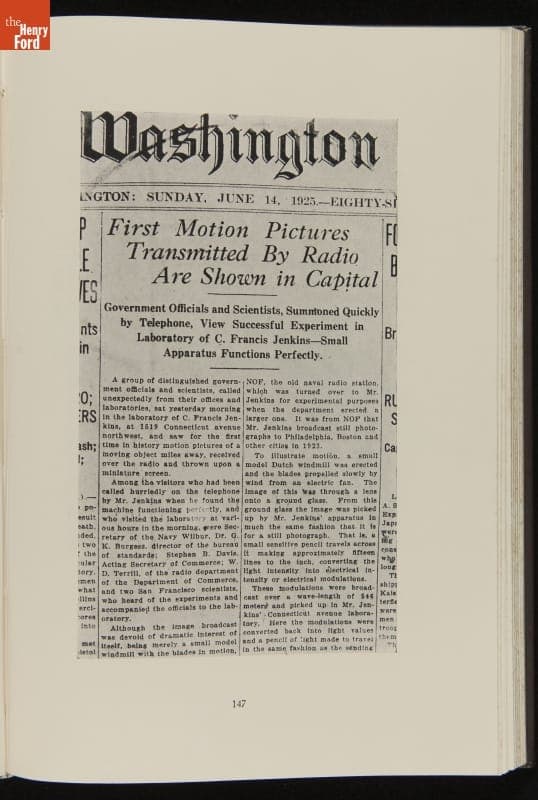 the
Henry
Ford
Washington
INGTON: SUNDAY, JUNE 14, 1925.—EIGHTY-SI
First Motion Pictures
Transmitted By Radio
Are Shown in Capital
Government Officials and Scientists, Summoned Quickly
by Telephone, View Successful Experiment in
Laboratory of C. Francis Jenkins—Small
Apparatus Functions Perfectly.
A group of distinguished govern-
ment officials and scientists, called
unexpectedly from their offices and
laboratories, sat yesterday morning
in the laboratory of C. Francis Jen-
kins, at 1519 Connecticut avenue
northwest, and saw for the first
time in history motion pictures of a
moving object miles away, received
over the radio and thrown upon a
miniature screen.
Among the visitors who had been
called hurriedly on the telephone
by Mr. Jenkins when he found the
machine functioning perfectly, and
who visited the laboratory at vari-
ous hours in the morning, were Sec-
retary of the Navy Wilbur, Dr. G.
K. Burgess, director of the bureau
of standards; Stephen B. Davis,
Acting Secretary of Commerce; W.
D. Terrill, of the radio department
of the Department of Commerce,
and two San Francisco scientists,
who heard of the experiments and
accompanied the officials to the lab-
oratory.
Although the image broadcast
was devoid of dramatic interest of
itself, being merely a small model
windmill with the blades in motion,
NOF, the old naval radio station,
which was turned over to Mr.
Jenkins for experimental purposes
when the department erected a
larger one. It was from NOF that
Mr. Jenkins broadcast still photo-
graphs to Philadelphia, Boston and
other cities in 1923.
To illustrate motion, a small
model Dutch windmill was erected
and the blades propelled slowly by
wind from an electric fan. The
image of this was through a lens
onto a ground glass. From this
ground glass the image was picked
up by Mr. Jenkins' apparatus in
much the same fashion that it is
for a still photograph. That is, a
small sensitive pencil travels across
it making approximately fifteen
lines to the inch, converting the
light intensity into electrical in-
tensity or electrical modulations.
These modulations were broad-
cast over a wave-length of 546
meters and picked up in Mr. Jen-
kins' Connecticut avenue labora-
tory. Here the modulations were
converted back into light values
and a pencil of light made to travel
in the same fashion as the sending
147